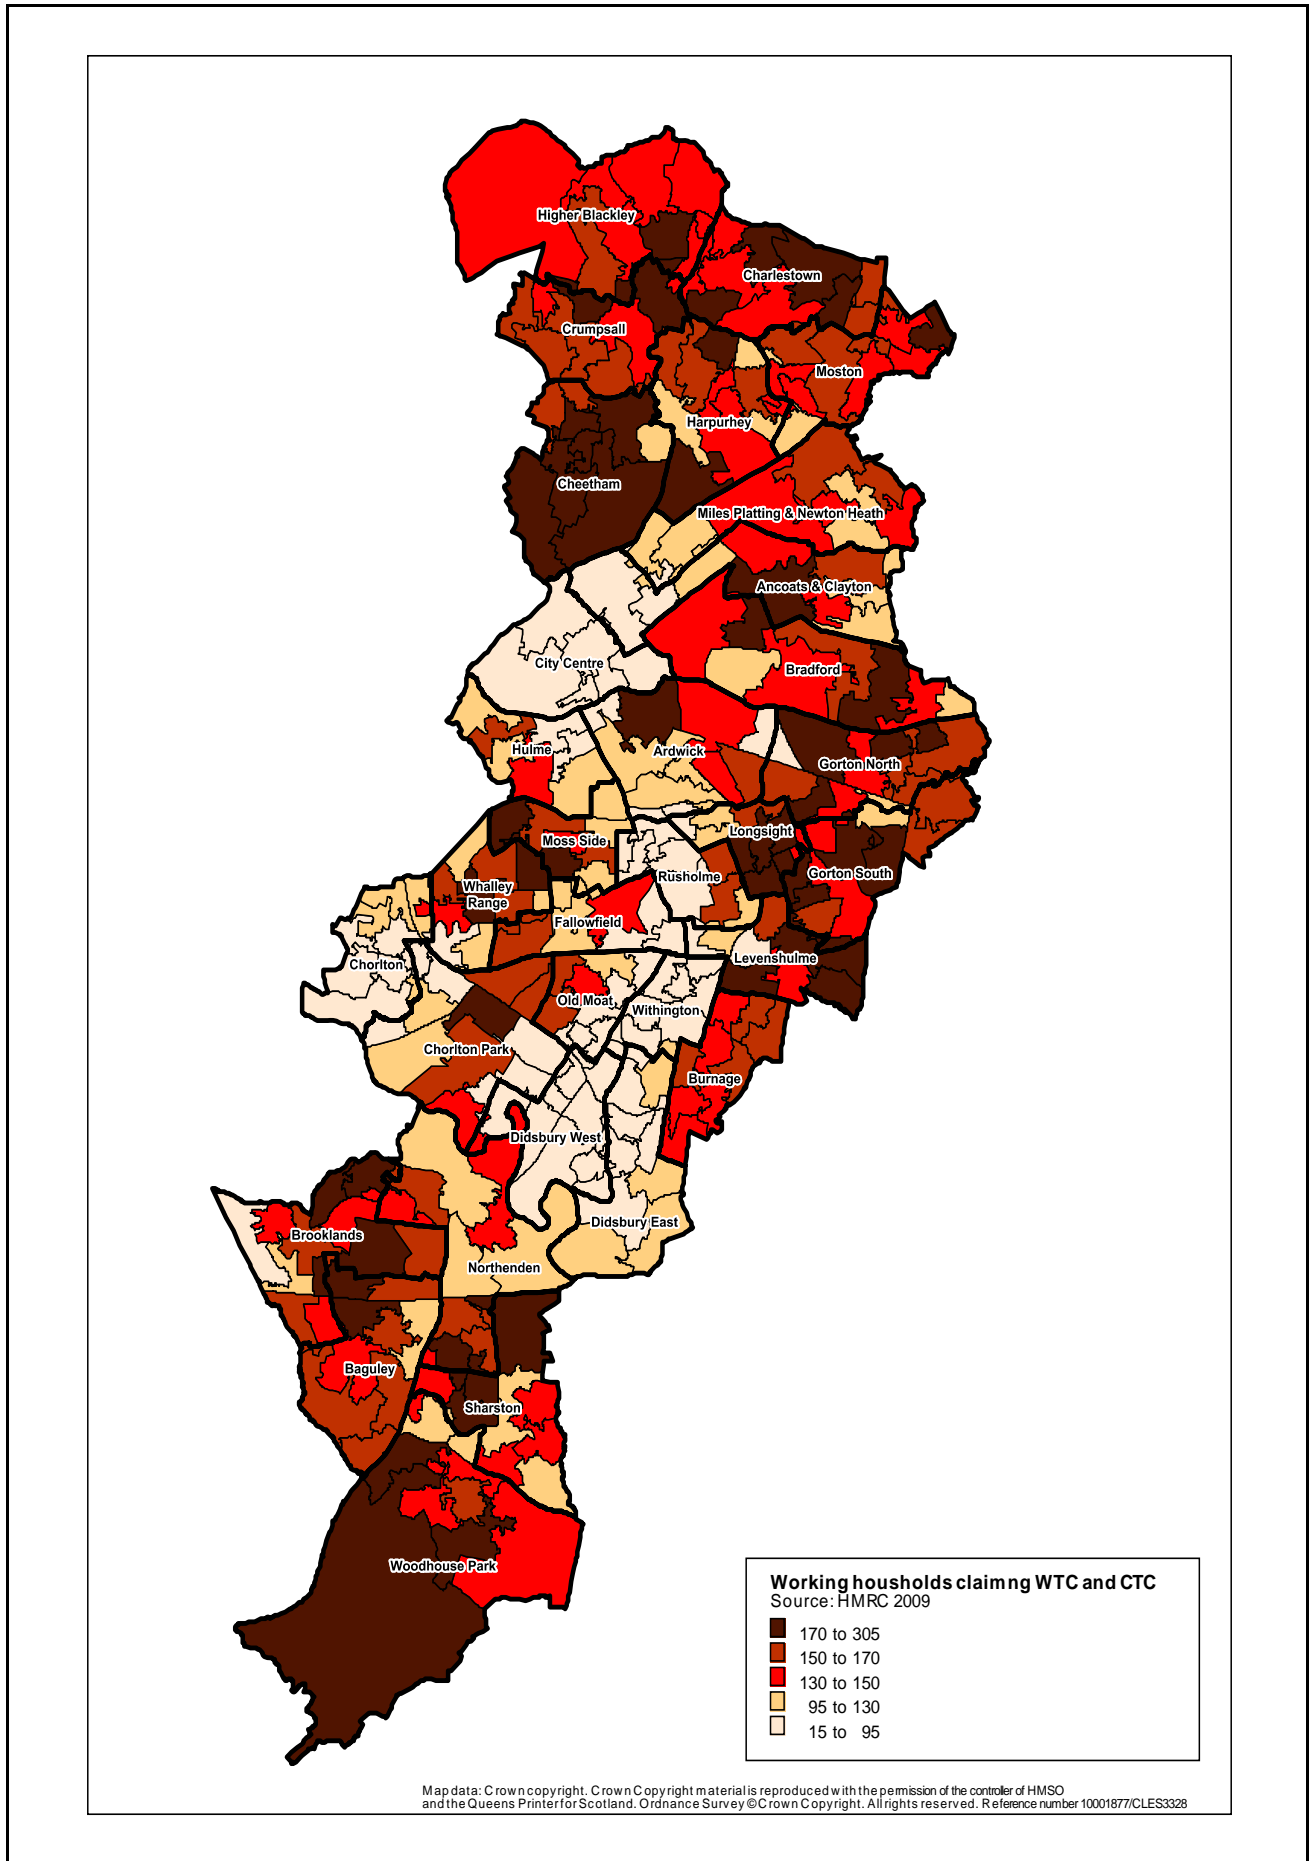 Higher Blackley
Charlestown
Crumpsall
Moston
Harpurhey
Cheetham
Miles Platting & Newton Heath
Ancoats & Clayton
City Centre
Bradford
Hulme
Ardwick
Gorton North
Moss Side
Longsight
Whalley
Range
Rusholme
Gorton South
Fallowfield
Chorlton
Levenshulme
Old Moat
Withington
Chorlton Park
Burnage
Didsbury West
Didsbury East
Brooklands
Northenden
Baguley
Sharston
Woodhouse Park
Working housholds claimng WTC and CTC
Source: HMRC 2009
170 to 305
150 to 170
130 to 150
95 to 130
15 to 95
Map data: Crown copyright. Crown Copyright material is reproduced with the permission of the controller of HMSO
and the Queens Printer for Scotland. Ordnance Survey © Crown Copyright. All rights reserved. Reference number 10001877/CLES3328